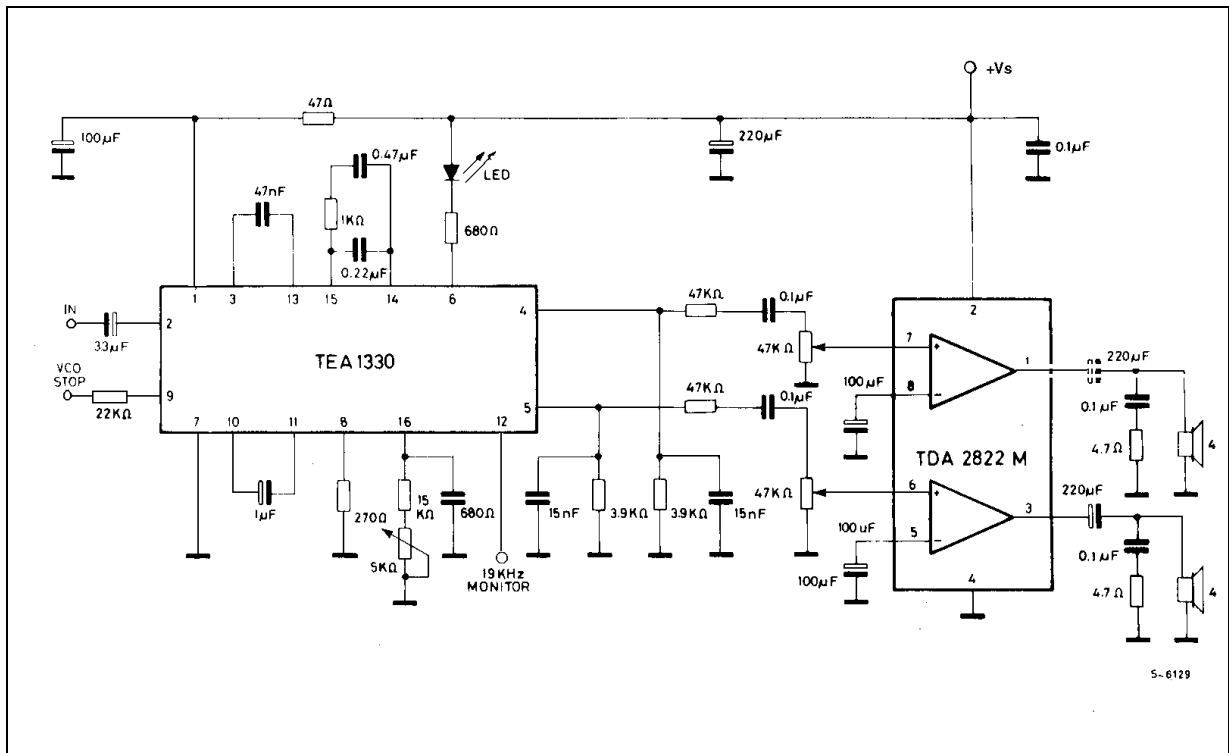 +Vs
47Ω
100µF
220µF
0.1µF
0.47µF
LED
47nF
1KΩ
680Ω
0.22µF
1
3
13
15
14
6
IN
33µF
2
TEA 1330
4
47KΩ
0.1µF
47KΩ
2
7
+
1
220µF
VCO
STOP
22KΩ
9
5
47KΩ
0.1µF
100µF
8
−
0.1µF
4.7Ω
4
7
10
11
8
16
12
TDA 2822 M
1µF
270Ω
15
KΩ
680Ω
5KΩ
19KHz
MONITOR
15nF
3.9KΩ
3.9KΩ
15nF
47KΩ
6
+
3
220µF
100uF
5
−
100µF
4
0.1µF
4.7Ω
4
S-6129